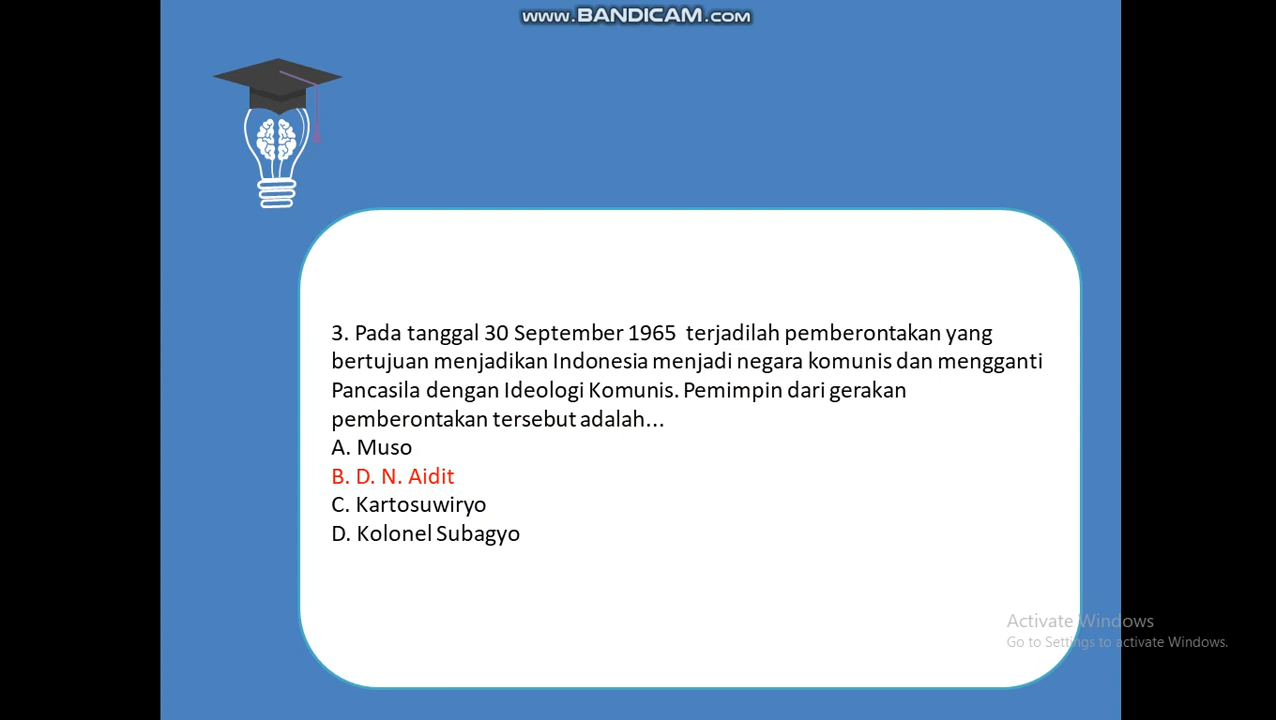 www.BANDICAM.com
3. Pada tanggal 30 September 1965  terjadilah pemberontakan yang
bertujuan menjadikan Indonesia menjadi negara komunis dan mengganti
Pancasila dengan Ideologi Komunis. Pemimpin dari gerakan
pemberontakan tersebut adalah...
A. Muso
B. D. N. Aidit
C. Kartosuwiryo
D. Kolonel Subagyo
Activate Windows
Go to Settings to activate Windows.